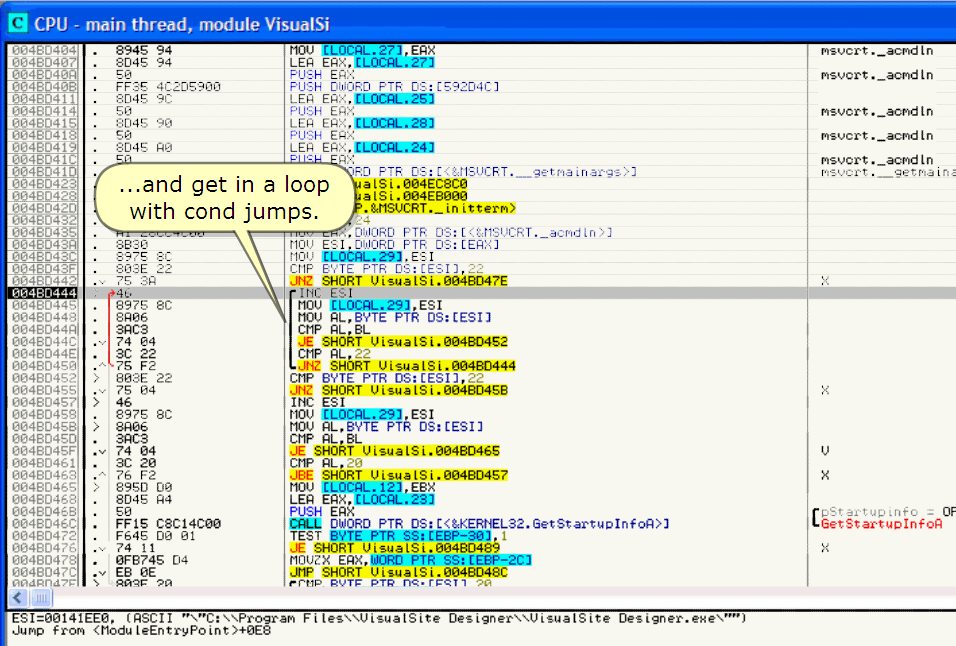 C CPU - main thread, module VisualSi
004BD404 . 8945 94 MOV [LOCAL.27],EAX msvcrt._acmdln
004BD407 . 8D45 94 LEA EAX,[LOCAL.27]
004BD40A . 50 PUSH EAX msvcrt._acmdln
004BD40B . FF35 4C2D5900 PUSH DWORD PTR DS:[592D4C]
004BD411 . 8D45 9C LEA EAX,[LOCAL.25]
004BD414 . 50 PUSH EAX msvcrt._acmdln
004BD415 . 8D45 90 LEA EAX,[LOCAL.28]
004BD418 . 50 PUSH EAX msvcrt._acmdln
004BD419 . 8D45 A0 LEA EAX,[LOCAL.24]
004BD41C . 50 PUSH EAX msvcrt._acmdln
004BD41D . ORD PTR DS:[<&MSVCRT.__getmainargs>] msvcrt.__getmaina
004BD423 ualSi.004EC8C0
004BD428 ualSi.004EB000
004BD42D P.&MSVCRT._initterm>
004BD432 24
004BD435 DWORD PTR DS:[<&MSVCRT._acmdln>]
004BD43A . 8B30 MOV ESI,DWORD PTR DS:[EAX]
004BD43C . 8975 8C MOV [LOCAL.29],ESI
004BD43F . 803E 22 CMP BYTE PTR DS:[ESI],22
004BD442 .v 75 3A JNZ SHORT VisualSi.004BD47E X
004BD444 . 46 INC ESI
004BD445 . 8975 8C MOV [LOCAL.29],ESI
004BD448 . 8A06 MOV AL,BYTE PTR DS:[ESI]
004BD44A . 3AC3 CMP AL,BL
004BD44C .v 74 04 JE SHORT VisualSi.004BD452
004BD44E . 3C 22 CMP AL,22
004BD450 .^ 75 F2 JNZ SHORT VisualSi.004BD444
004BD452 > 803E 22 CMP BYTE PTR DS:[ESI],22
004BD455 .v 75 04 JNZ SHORT VisualSi.004BD45B X
004BD457 > 46 INC ESI
004BD458 . 8975 8C MOV [LOCAL.29],ESI
004BD45B > 8A06 MOV AL,BYTE PTR DS:[ESI]
004BD45D . 3AC3 CMP AL,BL
004BD45F .v 74 04 JE SHORT VisualSi.004BD465 V
004BD461 . 3C 20 CMP AL,20
004BD463 .^ 76 F2 JBE SHORT VisualSi.004BD457 X
004BD465 > 895D D0 MOV [LOCAL.12],EBX
004BD468 . 8D45 A4 LEA EAX,[LOCAL.23]
004BD46B . 50 PUSH EAX pStartupinfo = OF
004BD46C . FF15 C8C14C00 CALL DWORD PTR DS:[<&KERNEL32.GetStartupInfoA>] GetStartupInfoA
004BD472 . F645 D0 01 TEST BYTE PTR SS:[EBP-30],1
004BD476 .v 74 11 JE SHORT VisualSi.004BD489 X
004BD478 . 0FB745 D4 MOVZX EAX,WORD PTR SS:[EBP-2C]
004BD47C .v EB 0E JMP SHORT VisualSi.004BD48C
004BD47E > 803E 20 CMP BYTE PTR DS:[ESI],20
...and get in a loop
with cond jumps.
ESI=00141EE0, (ASCII "\"C:\\Program Files\\VisualSite Designer\\VisualSite Designer.exe\"")
Jump from <ModuleEntryPoint>+0E8